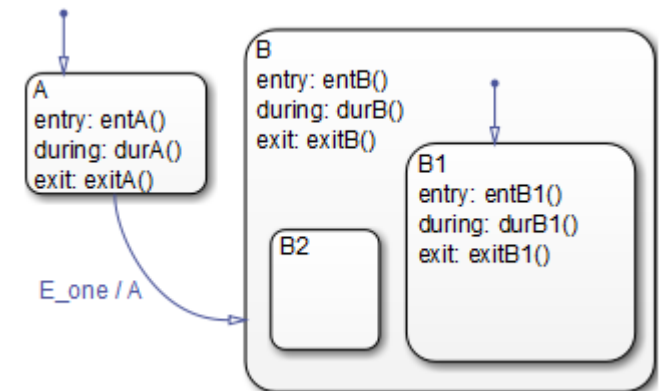 A
entry: entA()
during: durA()
exit: exitA()
E_one / A
B
entry: entB()
during: durB()
exit: exitB()
B1
entry: entB1()
during: durB1()
exit: exitB1()
B2